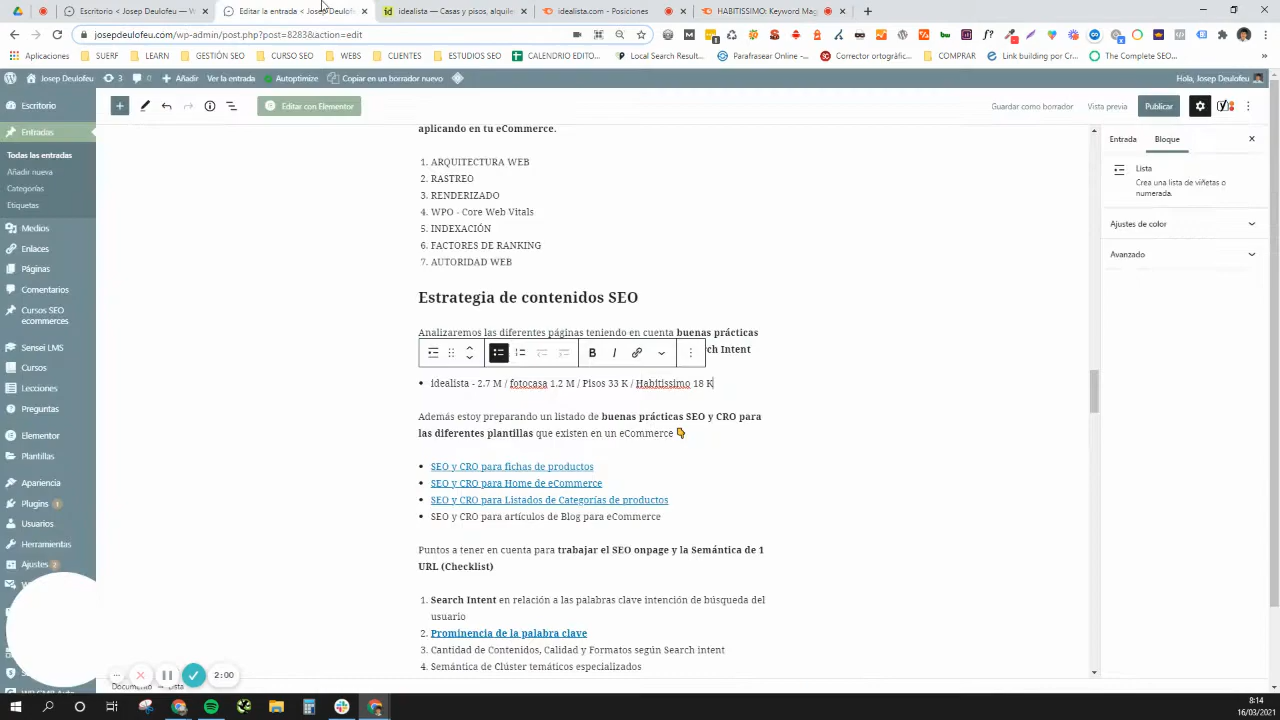 Escritorio < Josep Deulofeu — W
Editar la entrada < Josep Deulofeu
idealista — Casas y pisos, alquile
idealista.com - Posiciones
HABITISSIMO: Keyword Mag
josepdeulofeu.com/wp-admin/post.php?post=8283&action=edit
Aplicaciones
SUEFR
LEARN
GESTIÓN SEO
CURSO SEO
WEBS
CLIENTES
ESTUDIOS SEO
CALENDARIO EDITO...
Local Search Result...
Parafrasear Online...
Corrector ortográfic...
COMPRAR
Link building por Cr...
The Complete SEO...
Josep Deulofeu
3
0
Añadir
Ver la entrada
Autoptimize
Copiar en un borrador nuevo
Hola, Josep Deulofeu
Escritorio
Entradas
Todas las entradas
Añadir nueva
Categorías
Etiquetas
Medios
Enlaces
Páginas
Comentarios
Cursos SEO
ecommerces
Sensei LMS
Cursos
Lecciones
Preguntas
Elementor
Plantillas
Apariencia
Plugins 1
Usuarios
Herramientas
Ajustes 2
Editar con Elementor
Guardar como borrador
Vista previa
Publicar
aplicando en tu eCommerce.
1. ARQUITECTURA WEB
2. RASTREO
3. RENDERIZADO
4. WPO - Core Web Vitals
5. INDEXACIÓN
6. FACTORES DE RANKING
7. AUTORIDAD WEB
Estrategia de contenidos SEO
Analizaremos las diferentes páginas teniendo en cuenta buenas prácticas
B I
ch Intent
• idealista - 2.7 M / fotocasa 1.2 M / Pisos 33 K / Habitissimo 18 K
Además estoy preparando un listado de buenas prácticas SEO y CRO para
las diferentes plantillas que existen en un eCommerce 👇
• SEO y CRO para fichas de productos
• SEO y CRO para Home de eCommerce
• SEO y CRO para Listados de Categorías de productos
• SEO y CRO para artículos de Blog para eCommerce
Puntos a tener en cuenta para trabajar el SEO onpage y la Semántica de 1
URL (Checklist)
1. Search Intent en relación a las palabras clave intención de búsqueda del
usuario
2. Prominencia de la palabra clave
3. Cantidad de Contenidos, Calidad y Formatos según Search intent
4. Semántica de Clúster temáticos especializados
Entrada
Bloque
Lista
Crea una lista de viñetas o
numerada.
Ajustes de color
Avanzado
2:00
8:14
16/03/2021